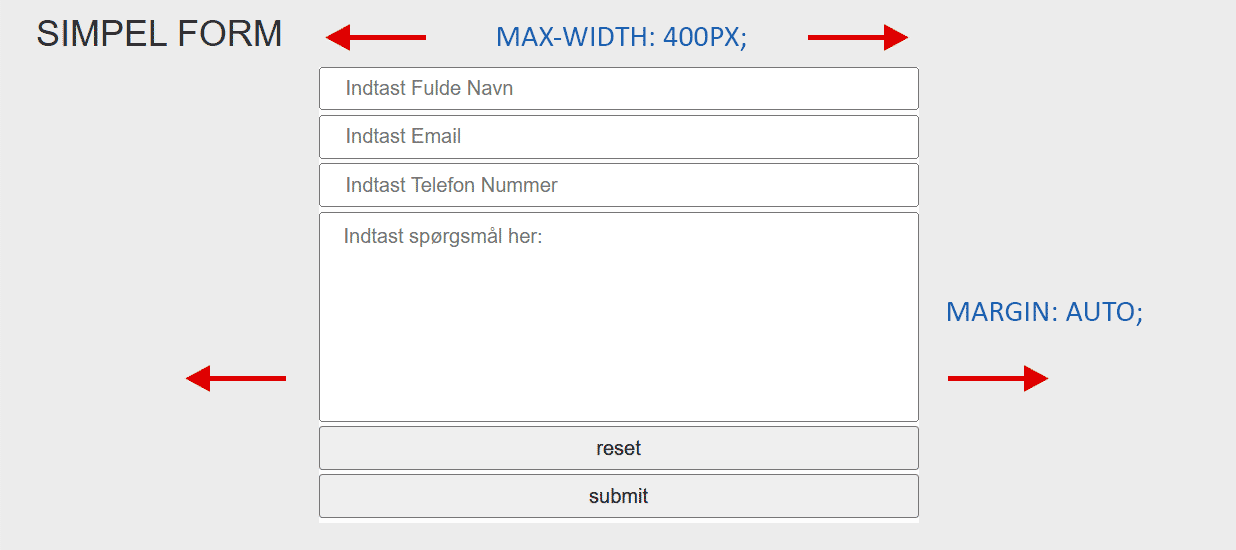 SIMPEL FORM
MAX-WIDTH: 400PX;
Indtast Fulde Navn
Indtast Email
Indtast Telefon Nummer
Indtast spørgsmål her:
MARGIN: AUTO;
reset
submit